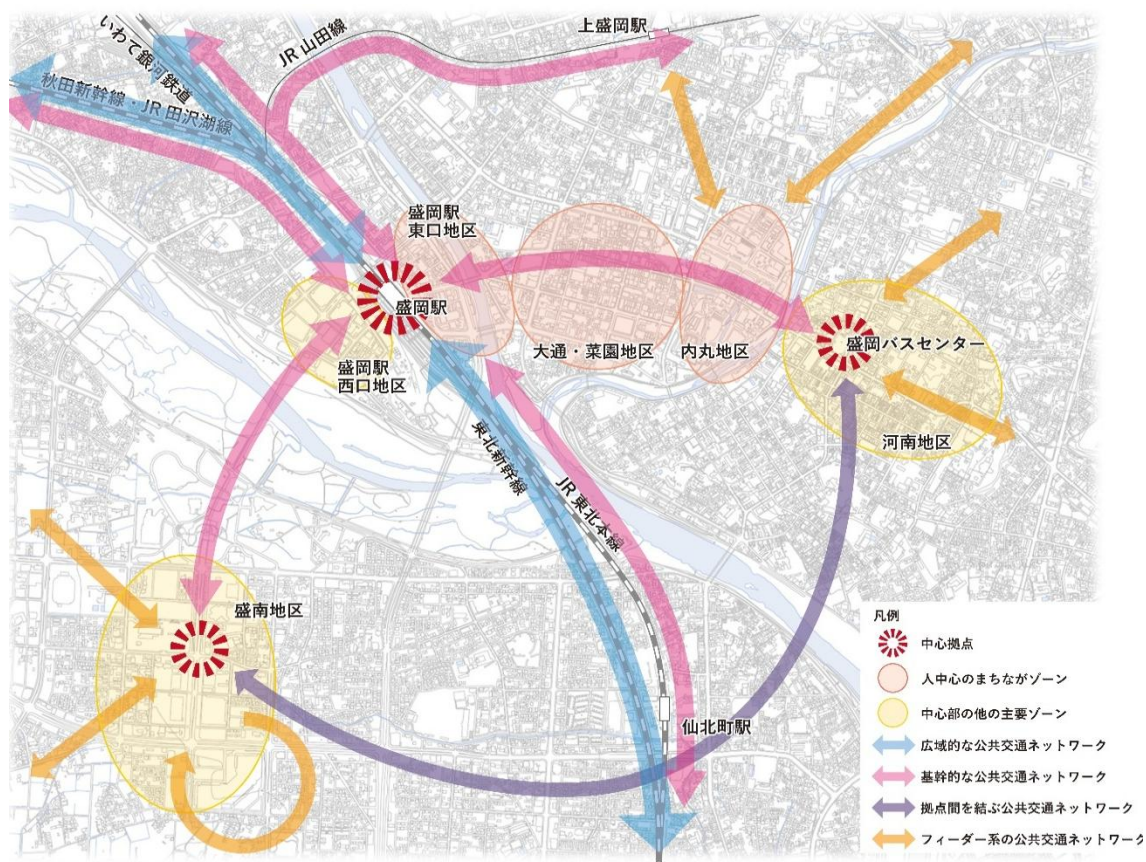 上盛岡駅
JR 山田線
いわて銀河鉄道
秋田新幹線・JR 田沢湖線
盛岡駅
東口地区
盛岡駅
大通・菜園地区
内丸地区
盛岡バスセンター
盛岡駅
西口地区
河南地区
東北新幹線
JR 東北本線
盛南地区
仙北町駅
凡例
中心拠点
人中心のまちながゾーン
中心部の他の主要ゾーン
広域的な公共交通ネットワーク
基幹的な公共交通ネットワーク
拠点間を結ぶ公共交通ネットワーク
フィーダー系の公共交通ネットワーク